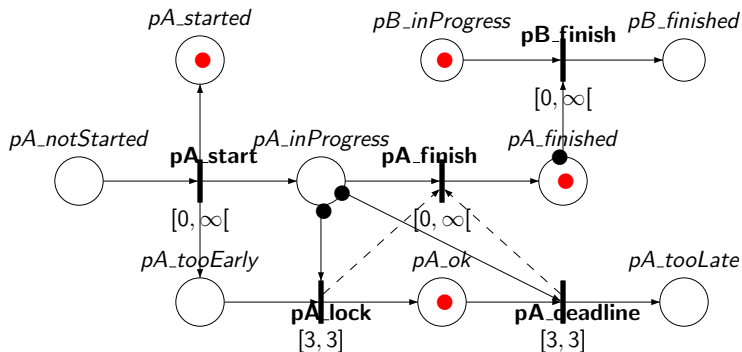 pA_started
pB_inProgress
pB_finish
pB_finished
[0, ∞[
pA_notStarted
pA_start
pA_inProgress
pA_finish
pA_finished
[0, ∞[
[0, ∞[
pA_tooEarly
pA_ok
pA_tooLate
pA_lock
pA_deadline
[3, 3]
[3, 3]